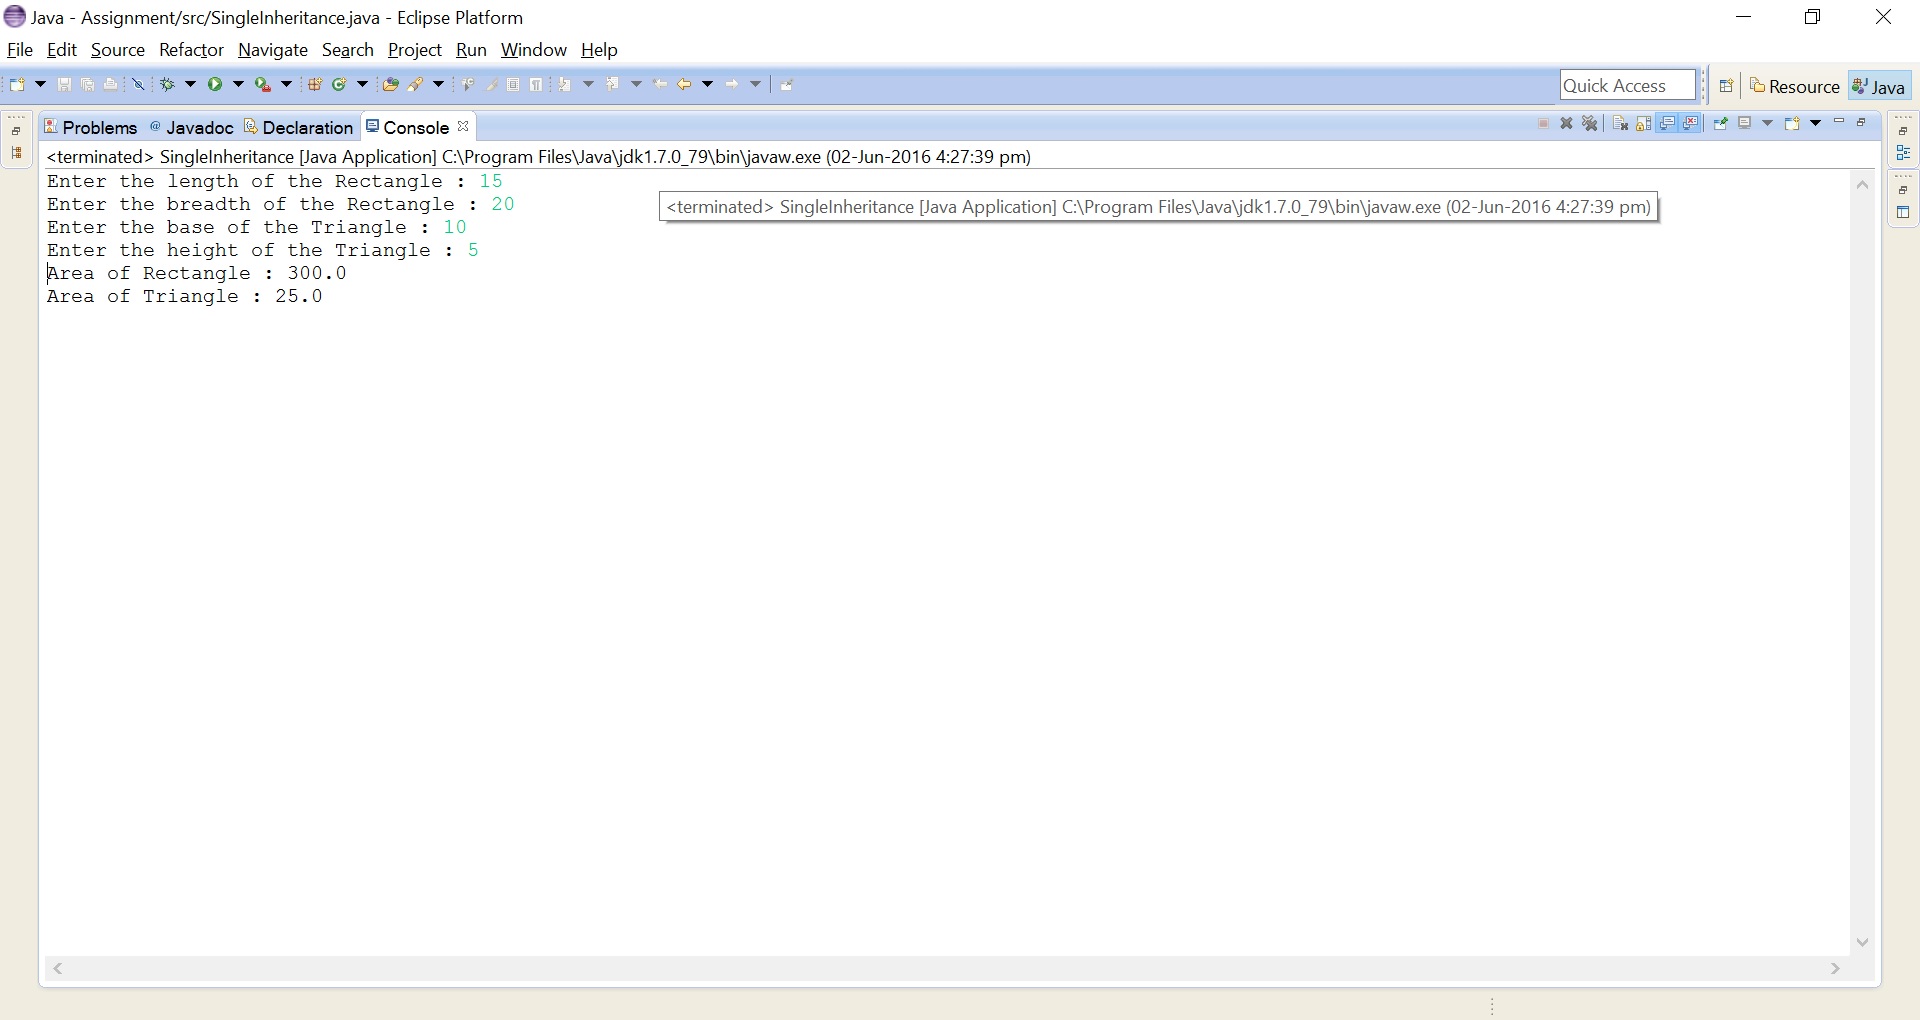 Java - Assignment/src/SingleInheritance.java - Eclipse Platform
File Edit Source Refactor Navigate Search Project Run Window Help
Quick Access Resource Java
Problems @ Javadoc Declaration Console
<terminated> SingleInheritance [Java Application] C:\Program Files\Java\jdk1.7.0_79\bin\javaw.exe (02-Jun-2016 4:27:39 pm)
Enter the length of the Rectangle : 15
Enter the breadth of the Rectangle : 20
<terminated> SingleInheritance [Java Application] C:\Program Files\Java\jdk1.7.0_79\bin\javaw.exe (02-Jun-2016 4:27:39 pm)
Enter the base of the Triangle : 10
Enter the height of the Triangle : 5
Area of Rectangle : 300.0
Area of Triangle : 25.0